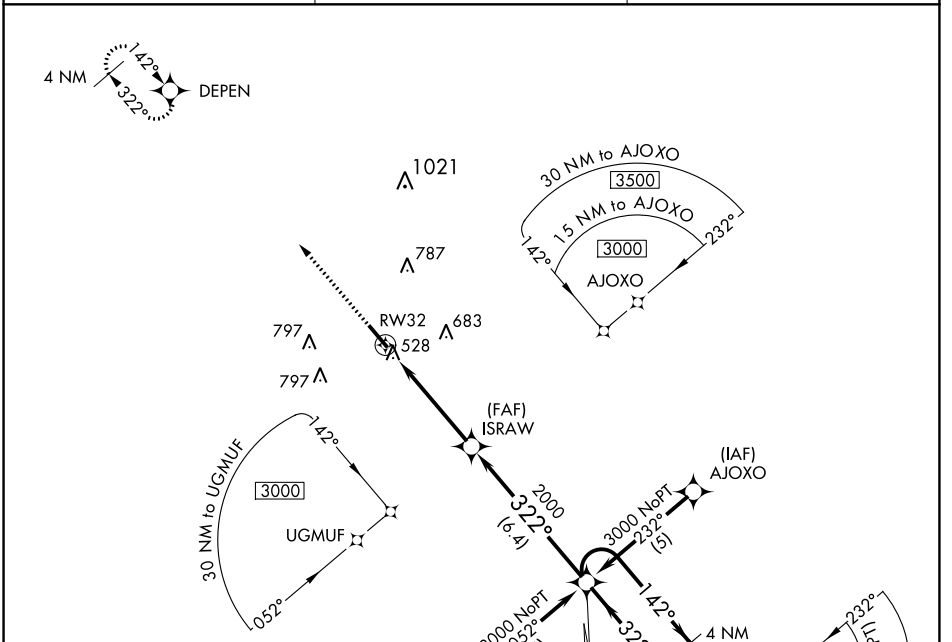 142°
4 NM
322°
DEPEN
1021
30 NM to AJOXO
3500
15 NM to AJOXO
142°
3000
232°
AJOXO
787
RW32
683
797
528
797
(FAF)
ISRAW
142°
30 NM to UGMUF
3000
UGMUF
052°
(IAF)
AJOXO
2000
322°
(6.4)
3000 NoPT
232°
(5)
142°
4 NM
000 NoPT
052°
32
232°